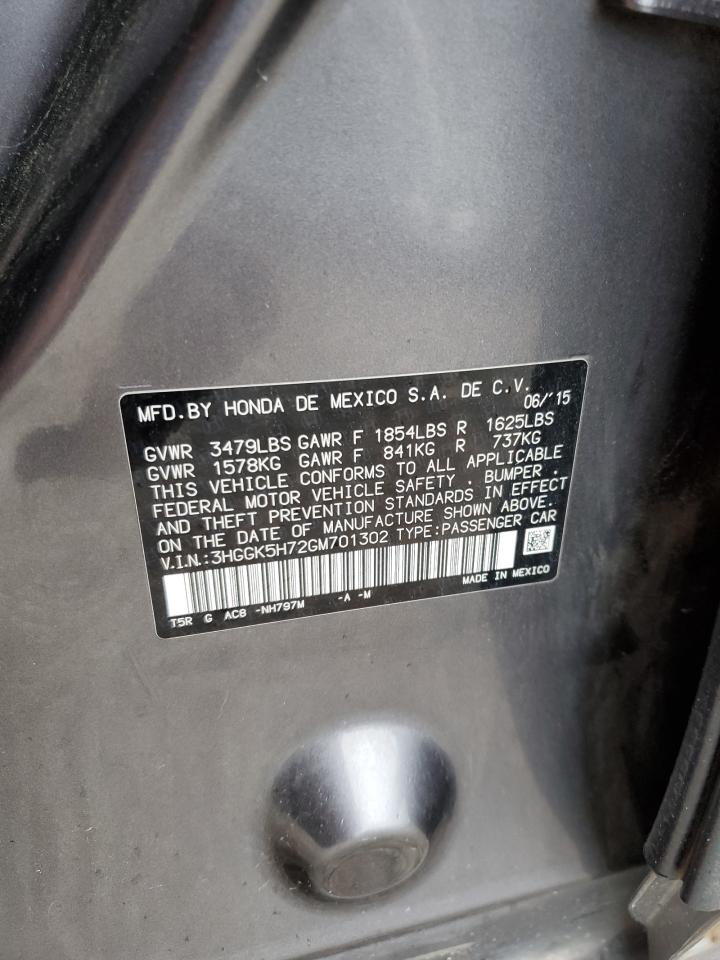 MFD.BY HONDA DE MEXICO S.A. DE C.V.
06/'15
GVWR 3479LBS GAWR F 1854LBS R 1625LBS
GVWR 1578KG GAWR F 841KG R 737KG
THIS VEHICLE CONFORMS TO ALL APPLICABLE
FEDERAL MOTOR VEHICLE SAFETY , BUMPER ,
AND THEFT PREVENTION STANDARDS IN EFFECT
ON THE DATE OF MANUFACTURE SHOWN ABOVE.
V.I.N.:3HGGK5H72GM701302 TYPE:PASSENGER CAR
MADE IN MEXICO
T5R G AC8 -NH797M -A -M